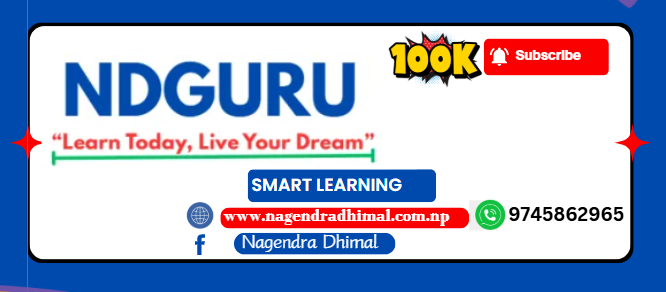 100K
Subscribe
NDGURU
“Learn Today, Live Your Dream”
SMART LEARNING
www.nagendradhimal.com.np
9745862965
f
Nagendra Dhimal